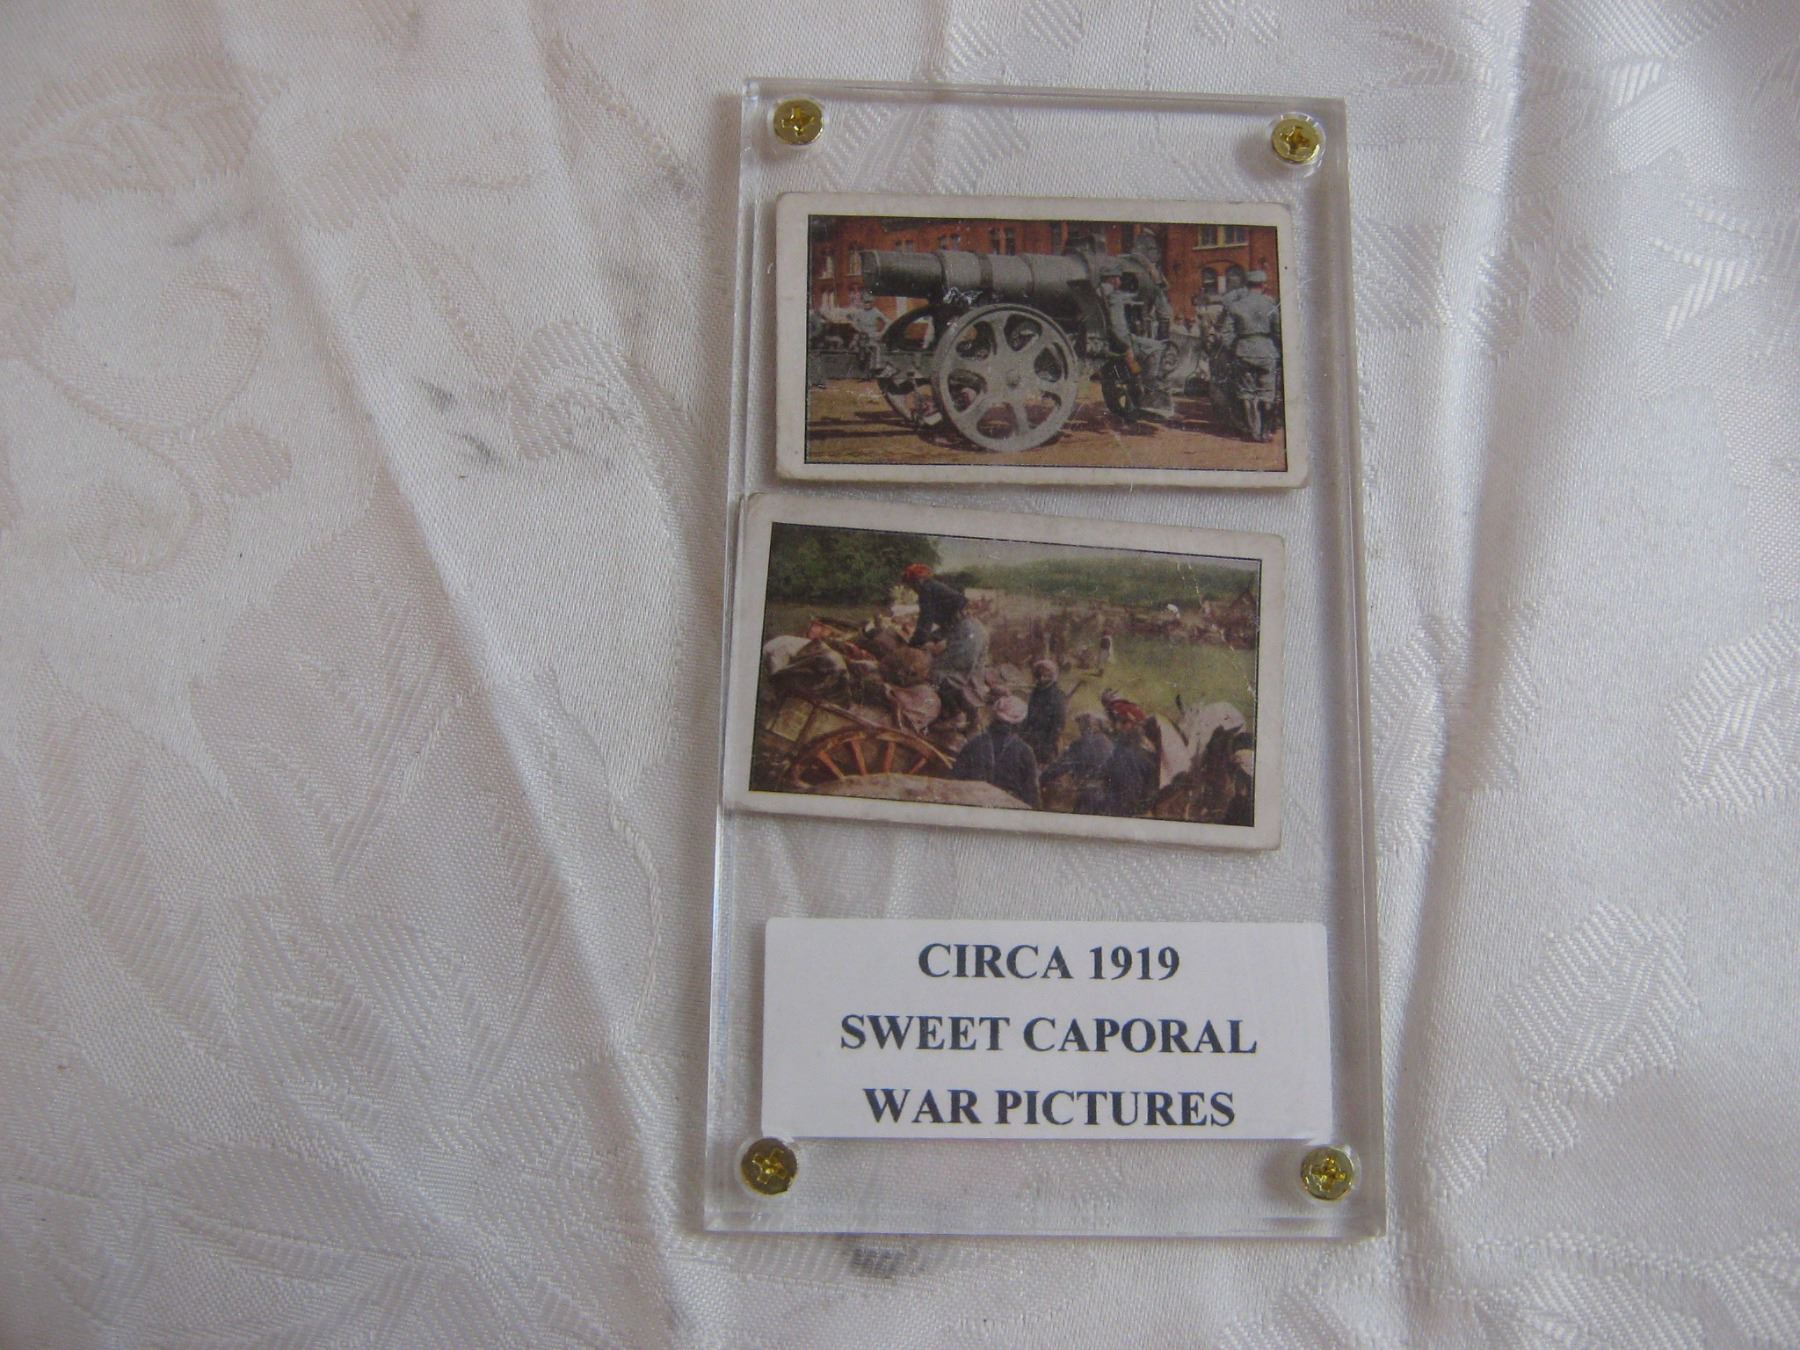 CIRCA 1919
SWEET CAPORAL
WAR PICTURES